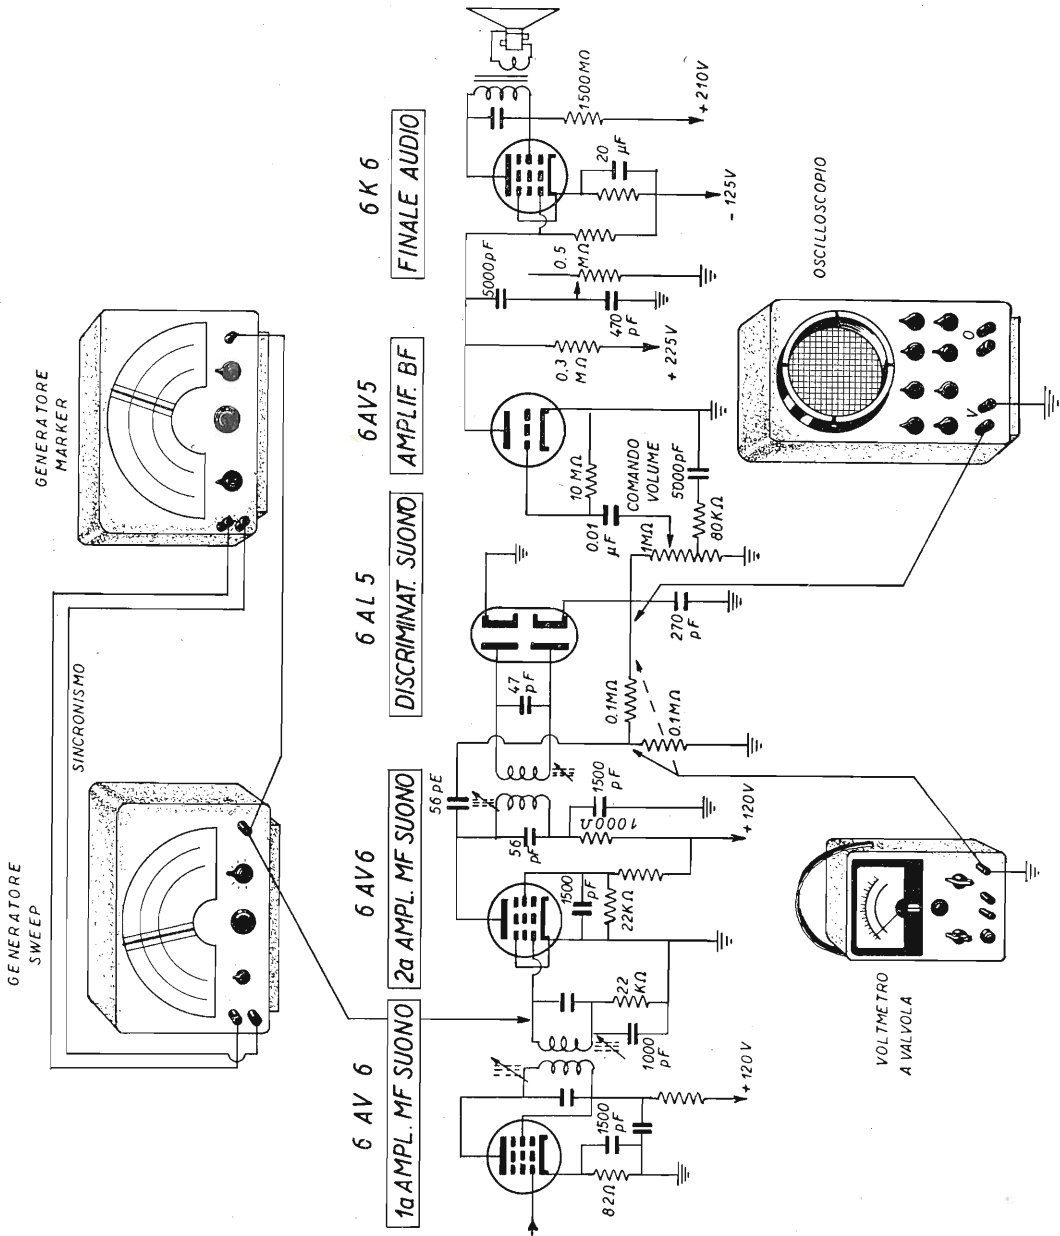 GENERATORE
SWEEP
SINCRONISMO
GENERATORE
MARKER
6 AV 6
1a AMPL. MF SUONO
6 AV6
2a AMPL. MF SUONO
6 AL 5
DISCRIMINAT. SUONO
6 AV5
AMPLIF. BF
6 K 6
FINALE AUDIO
82Ω
1500
pF
+120V
1000
pF
22
KΩ
1500
pF
22KΩ
56 pE
56
pF
1000Ω
1500
pF
+120V
47
pF
0.1MΩ
0.1MΩ
270
pF
0.01
µF
10 MΩ
1MΩ
COMANDO
VOLUME
80KΩ
5000pF
0.3
MΩ
+ 225V
5000pF
470
pF
0.5
MΩ
20
µF
- 125V
1500MΩ
+210V
VOLTMETRO
A VALVOLA
OSCILLOSCOPIO
V
O